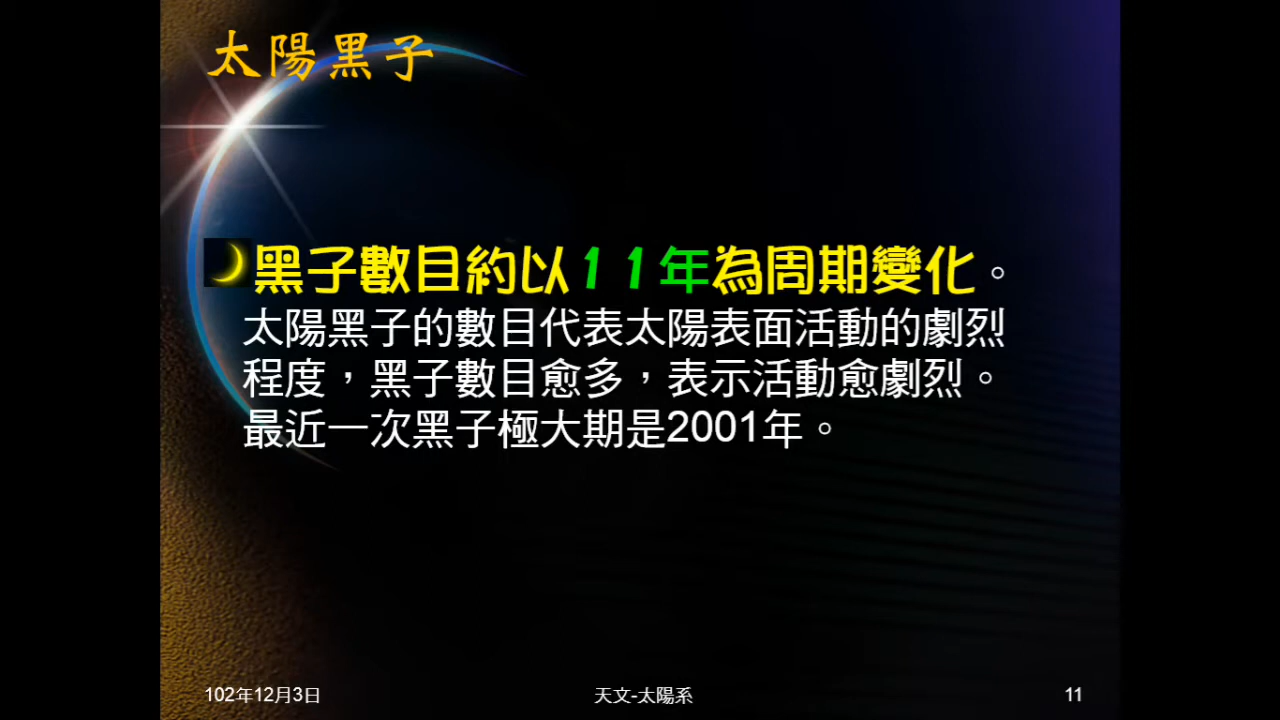 太陽黑子
黑子數目約以11年為周期變化。
太陽黑子的數目代表太陽表面活動的劇烈
程度，黑子數目愈多，表示活動愈劇烈。
最近一次黑子極大期是2001年。
102年12月3日
天文-太陽系
11